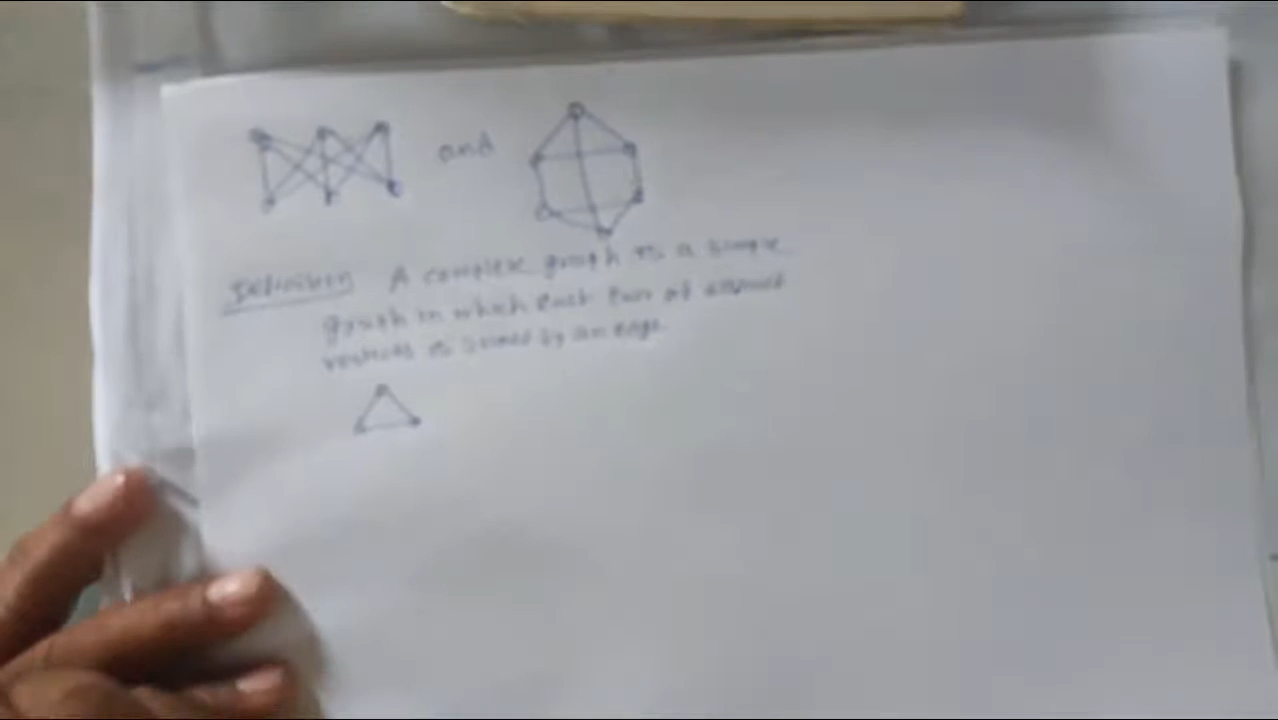 and
Definition A complete graph is a simple
graph in which each pair of distinct
vertices is joined by an edge.